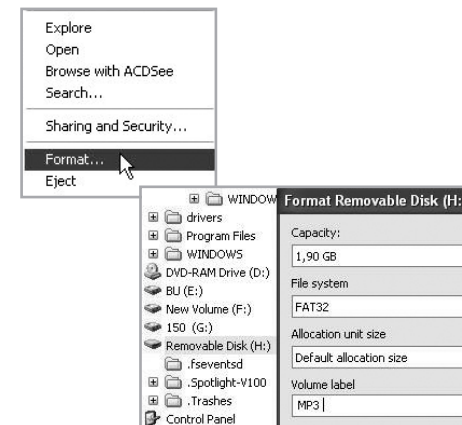 Explore
Open
Browse with ACDSee
Search...
Sharing and Security...
Format...
Eject
WINDOW
drivers
Program Files
WINDOWS
DVD-RAM Drive (D:)
BU (E:)
New Volume (F:)
150 (G:)
Removable Disk (H:)
.fseventsd
.Spotlight-V100
.Trashes
Control Panel
Format Removable Disk (H:
Capacity:
1,90 GB
File system
FAT32
Allocation unit size
Default allocation size
Volume label
MP3